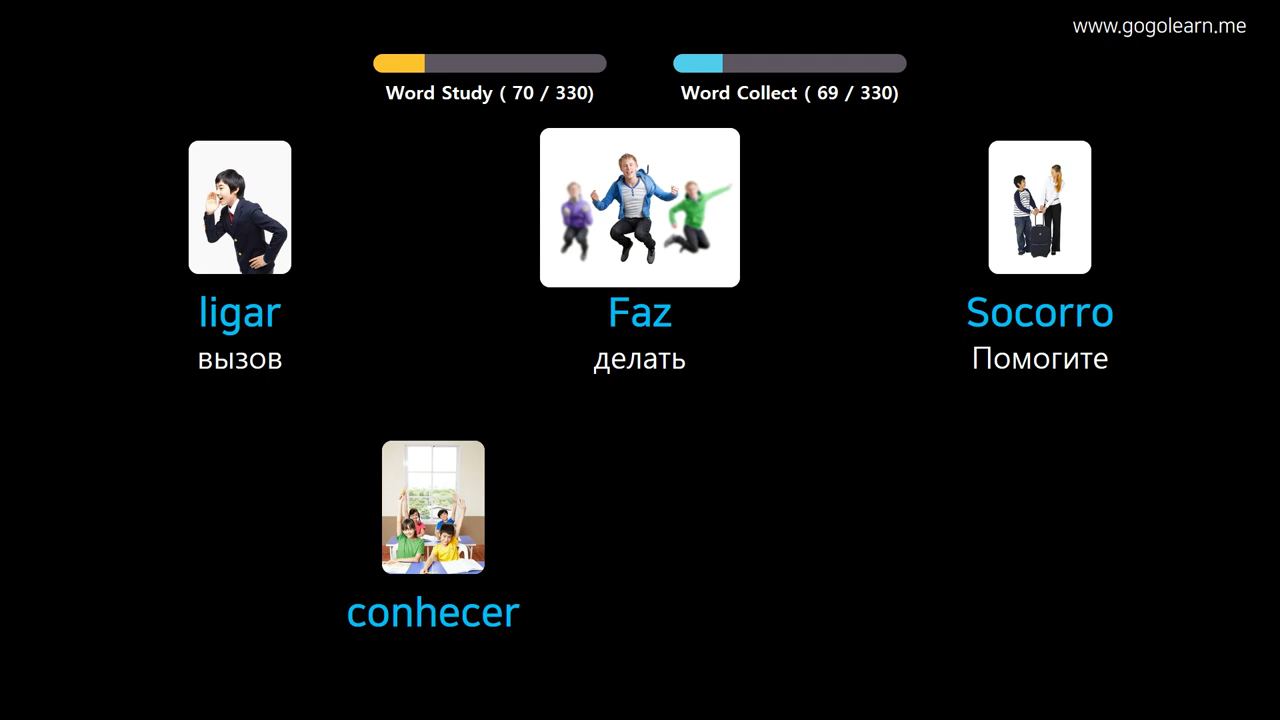 www.gogolearn.me
Word Study ( 70 / 330)
Word Collect ( 69 / 330)
ligar
вызов
Faz
делать
Socorro
Помогите
conhecer